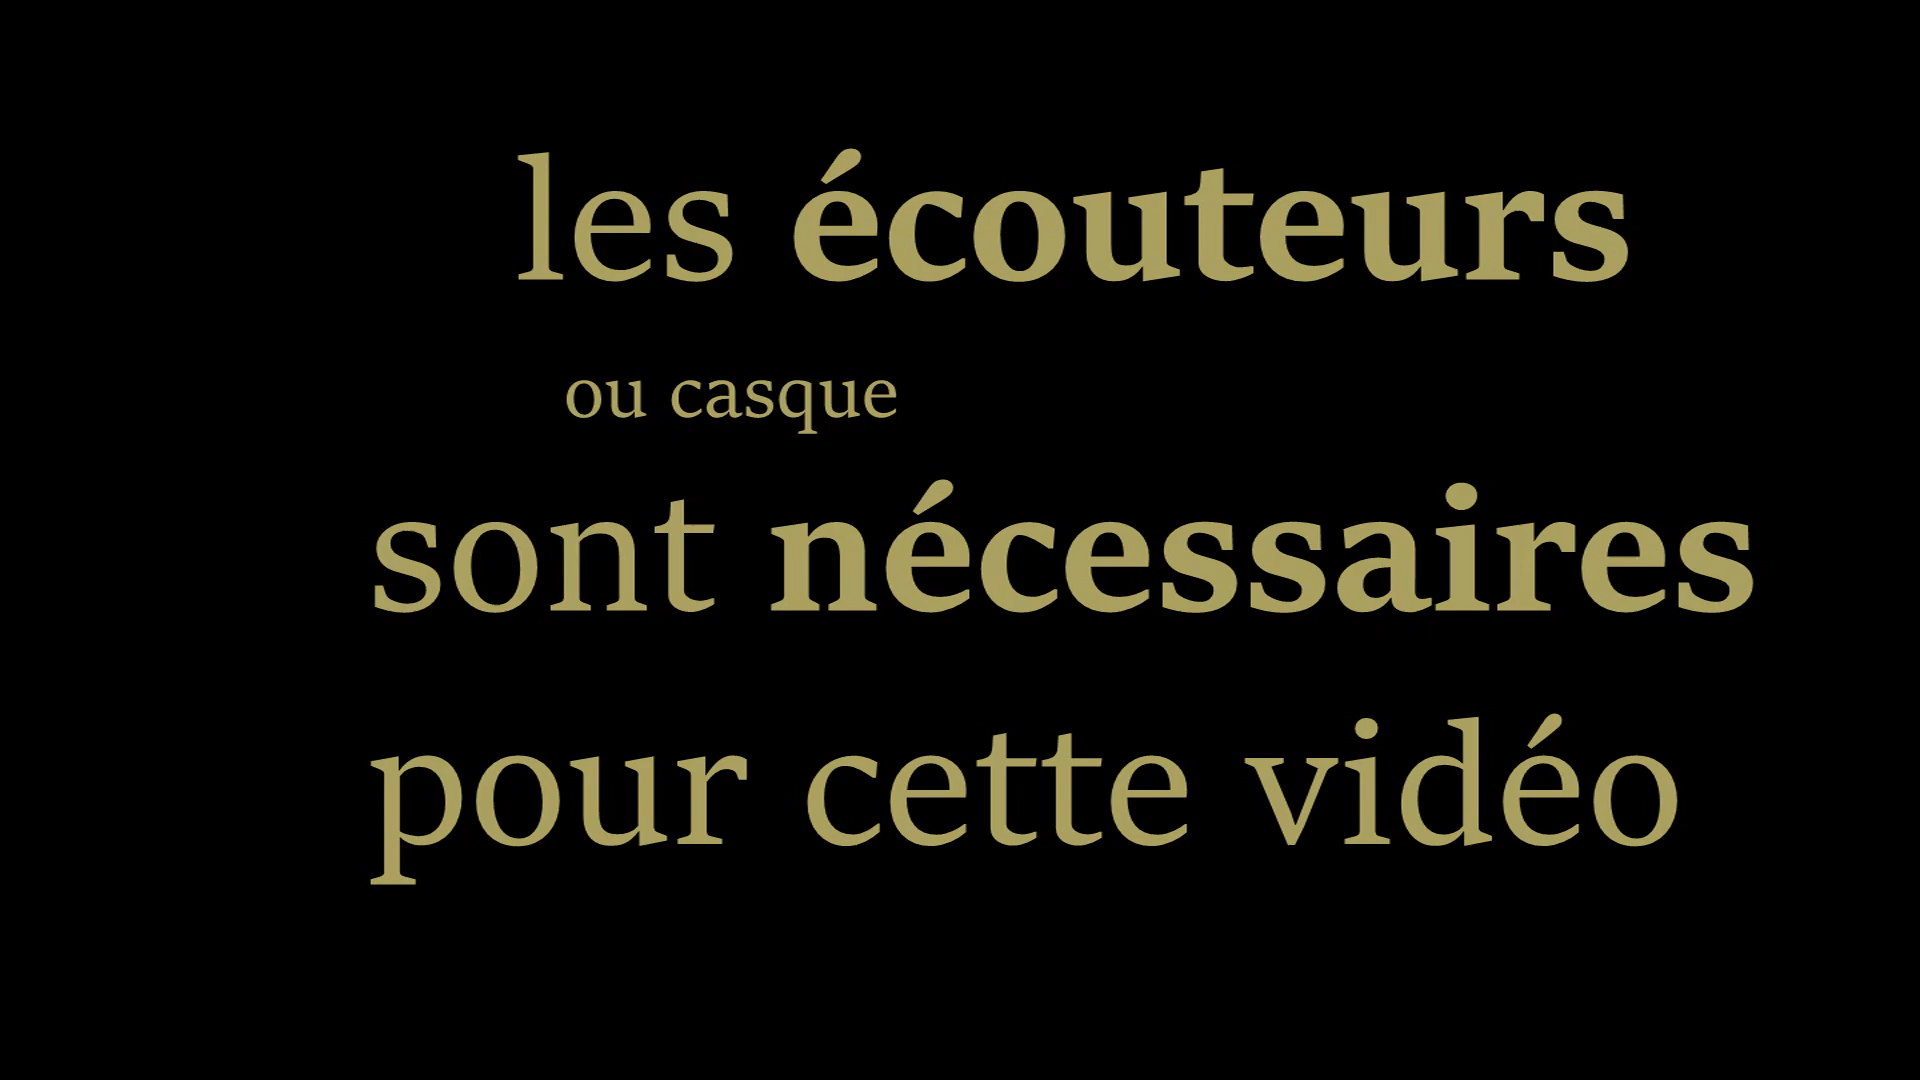 les écouteurs
ou casque
sont nécessaires
pour cette vidéo